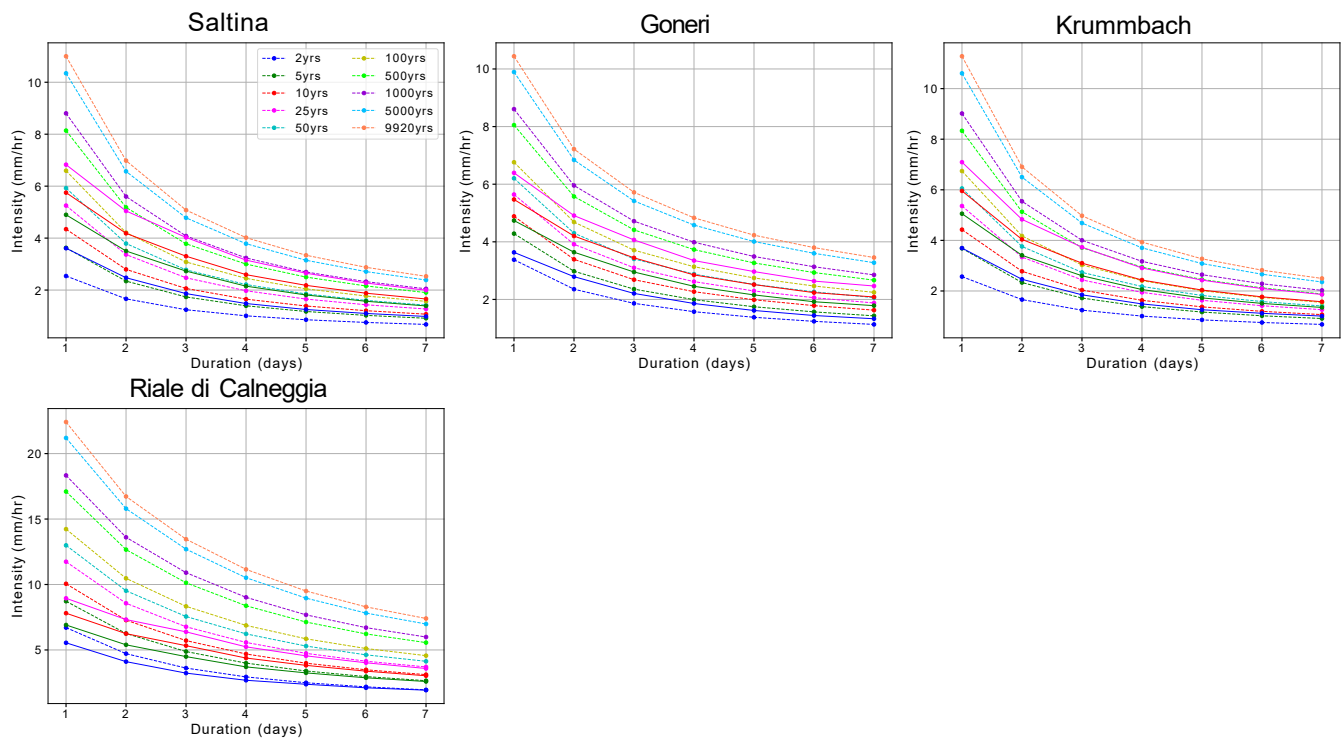 Saltina
Goneri
Krummbach
Intensity (mm/hr)
10
8
6
4
2
2yrs
5yrs
10yrs
25yrs
50yrs
100yrs
500yrs
1000yrs
5000yrs
9920yrs
1 2 3 4 5 6 7
Duration (days)
Intensity (mm/hr)
10
8
6
4
2
1 2 3 4 5 6 7
Duration (days)
Intensity (mm/hr)
10
8
6
4
2
1 2 3 4 5 6 7
Duration (days)
Riale di Calneggia
Intensity (mm/hr)
20
15
10
5
1 2 3 4 5 6 7
Duration (days)